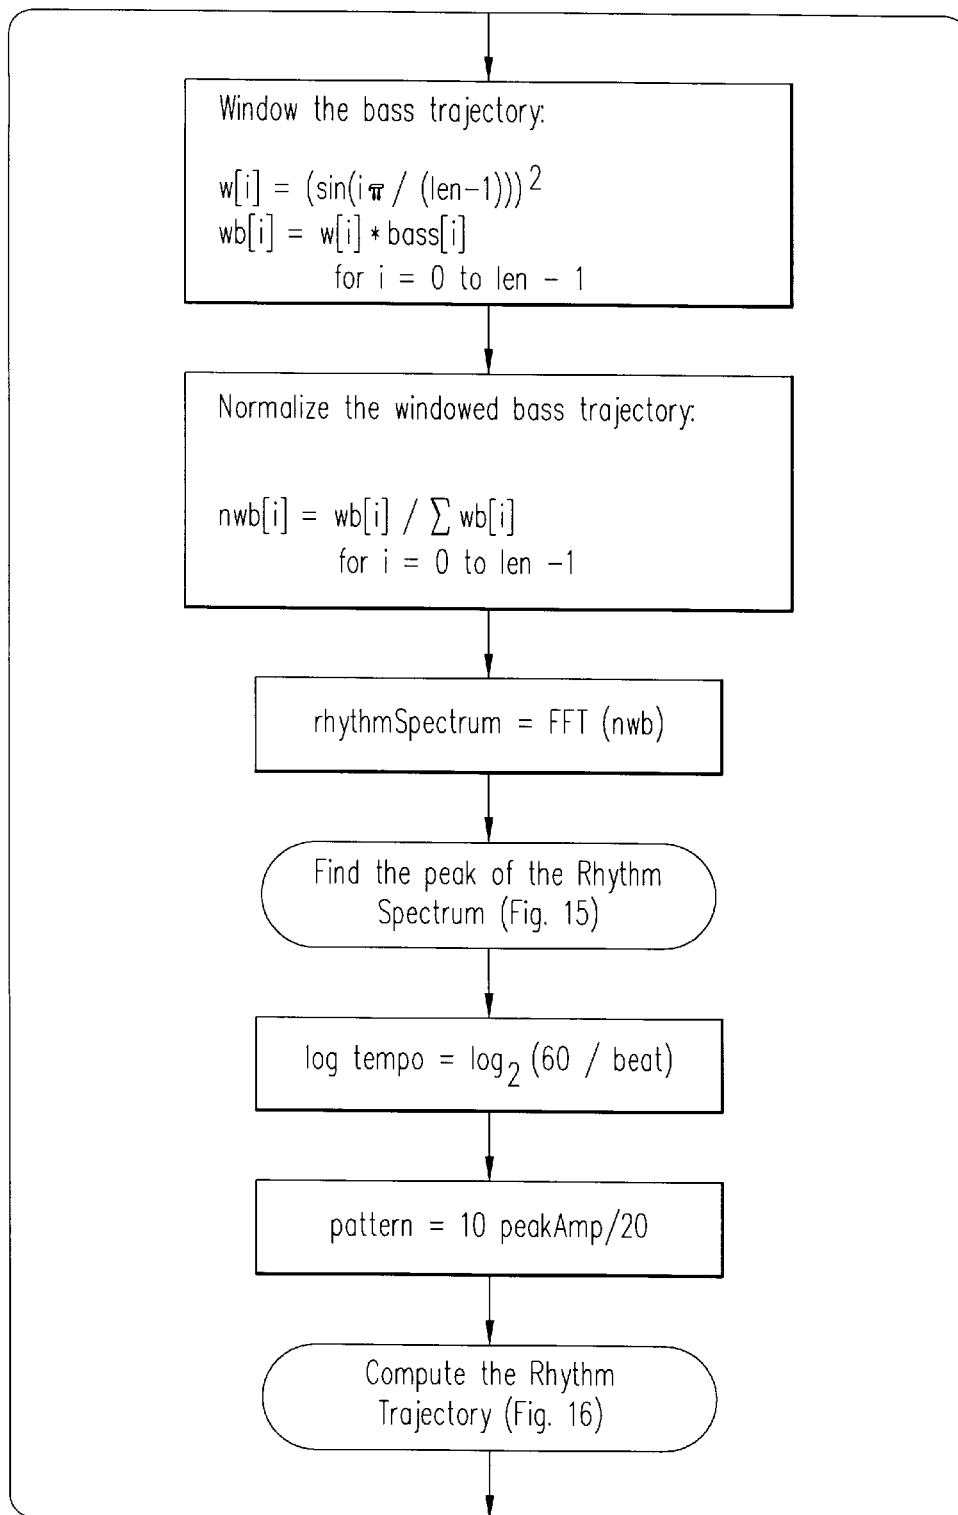 Window the bass trajectory:
w[i] = (sin(iπ / (len-1)))²
wb[i] = w[i] * bass[i]
for i = 0 to len - 1
Normalize the windowed bass trajectory:
nwb[i] = wb[i] / ∑ wb[i]
for i = 0 to len -1
rhythmSpectrum = FFT (nwb)
Find the peak of the Rhythm
Spectrum (Fig. 15)
log tempo = log₂ (60 / beat)
pattern = 10 peakAmp/20
Compute the Rhythm
Trajectory (Fig. 16)